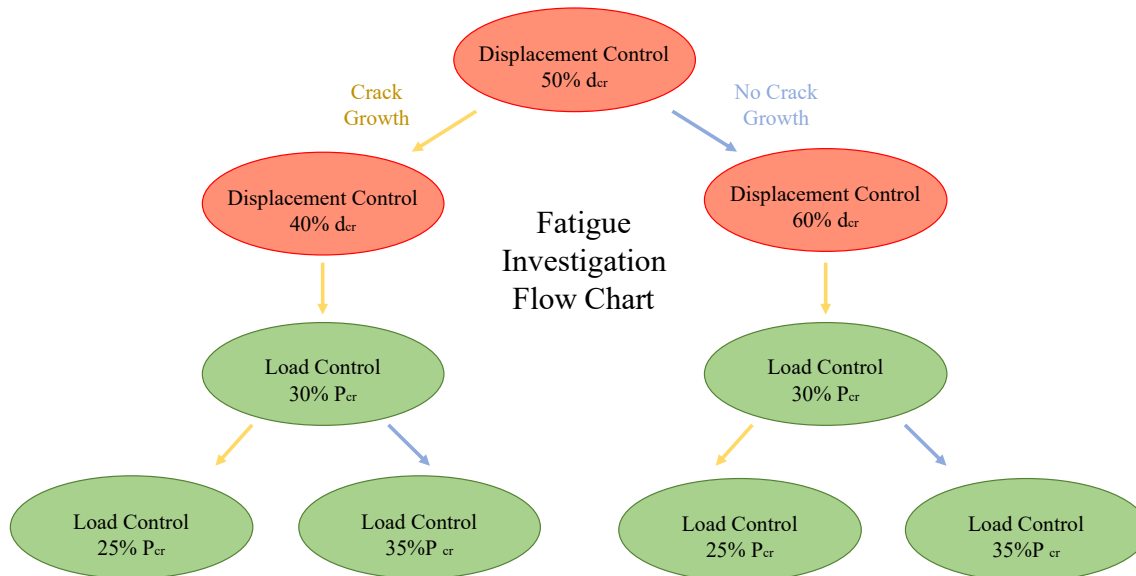 Displacement Control
50% dcr
Crack
Growth
No Crack
Growth
Displacement Control
40% dcr
Displacement Control
60% dcr
Fatigue
Investigation
Flow Chart
Load Control
30% Pcr
Load Control
30% Pcr
Load Control
25% Pcr
Load Control
35%P cr
Load Control
25% Pcr
Load Control
35%P cr